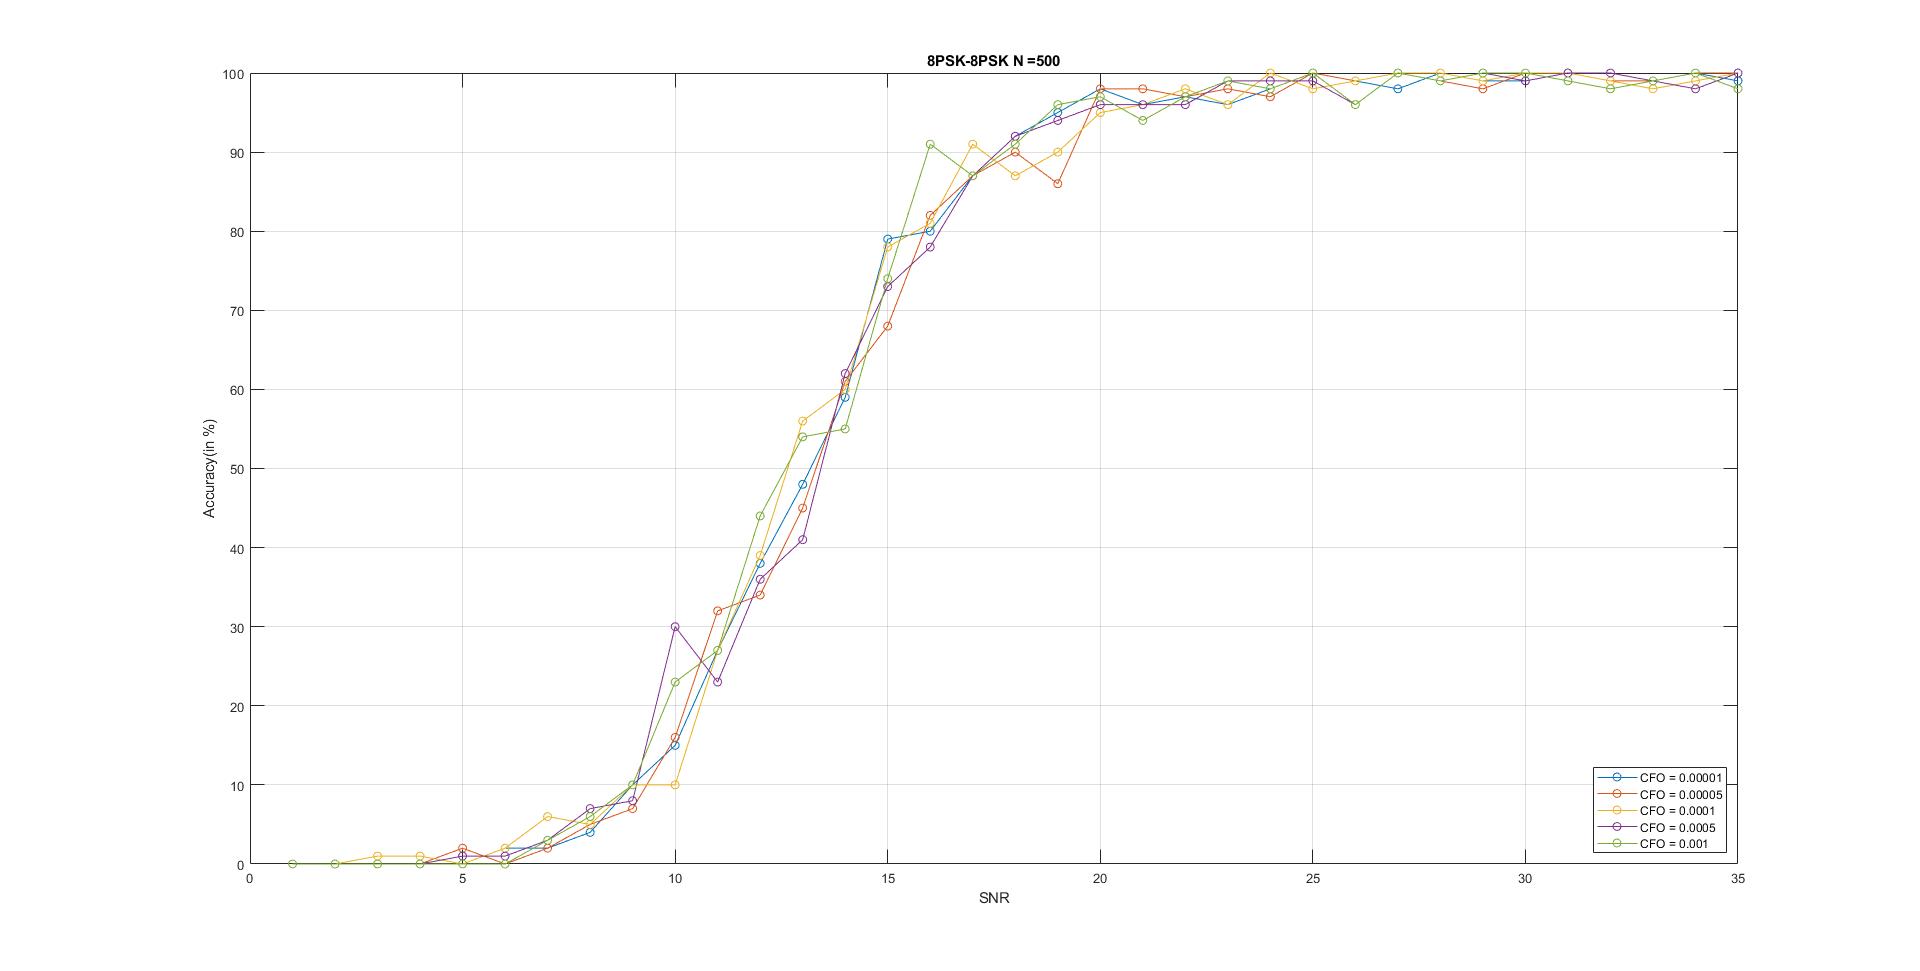 8PSK-8PSK N =500
100
90
80
70
60
50
40
30
20
10
0
Accuracy(in %)
0 5 10 15 20 25 30 35
SNR
CFO = 0.00001
CFO = 0.00005
CFO = 0.0001
CFO = 0.0005
CFO = 0.001